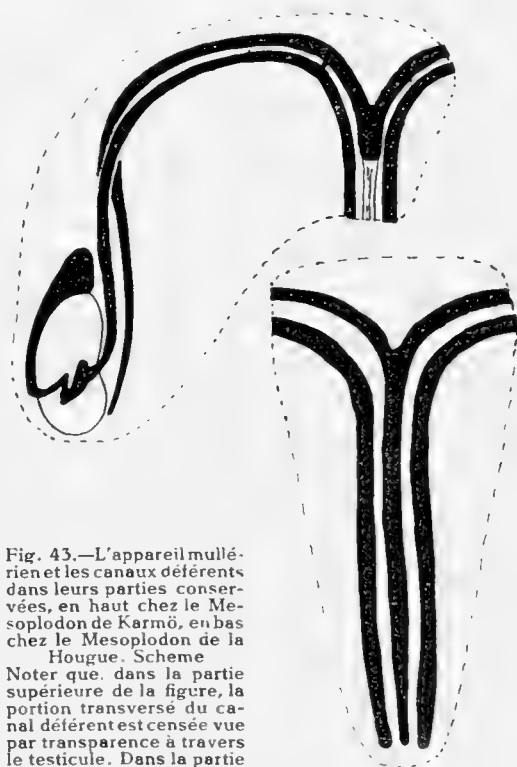 Fig. 43.—L'appareil mullé-
rien et les canaux déférents
dans leurs parties conser-
vées, en haut chez le Me-
soplodon de Karmö, en bas
chez le Mesoplodon de la
Hougue. Scheme
Noter que. dans la partie
supérieure de la figure, la
portion transversé du ca-
nal déférent est censée vue
par transparence à travers
le testicule. Dans la partie